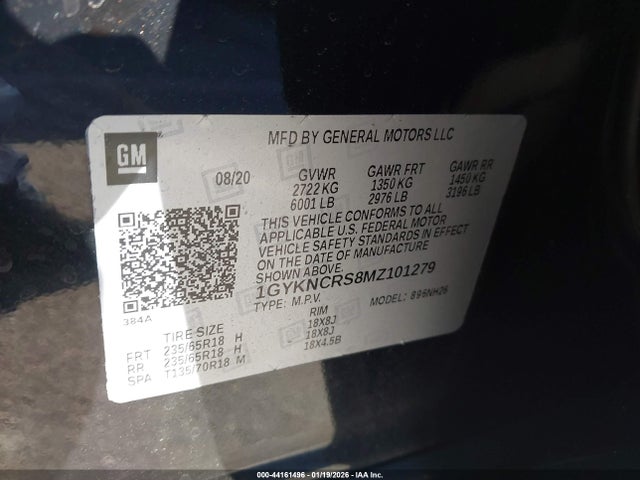 GM
MFD BY GENERAL MOTORS LLC
08/20 GVWR GAWR FRT GAWR RR
2722 KG 1350 KG 1450 KG
6001 LB 2976 LB 3196 LB
THIS VEHICLE CONFORMS TO ALL
APPLICABLE U.S. FEDERAL MOTOR
VEHICLE SAFETY STANDARDS IN EFFECT
ON THE DATE OF MANUFACTURE
SHOWN ABOVE.
1GYKNCRS8MZ101279
TYPE: M.P.V. MODEL: 896NH26
384A
TIRE SIZE RIM
FRT 235/65R18 H 18X8J
RR 235/65R18 H 18X8J
SPA T135/70R18 M 18X4.5B
000-44161496 - 01/19/2026 - IAA Inc.